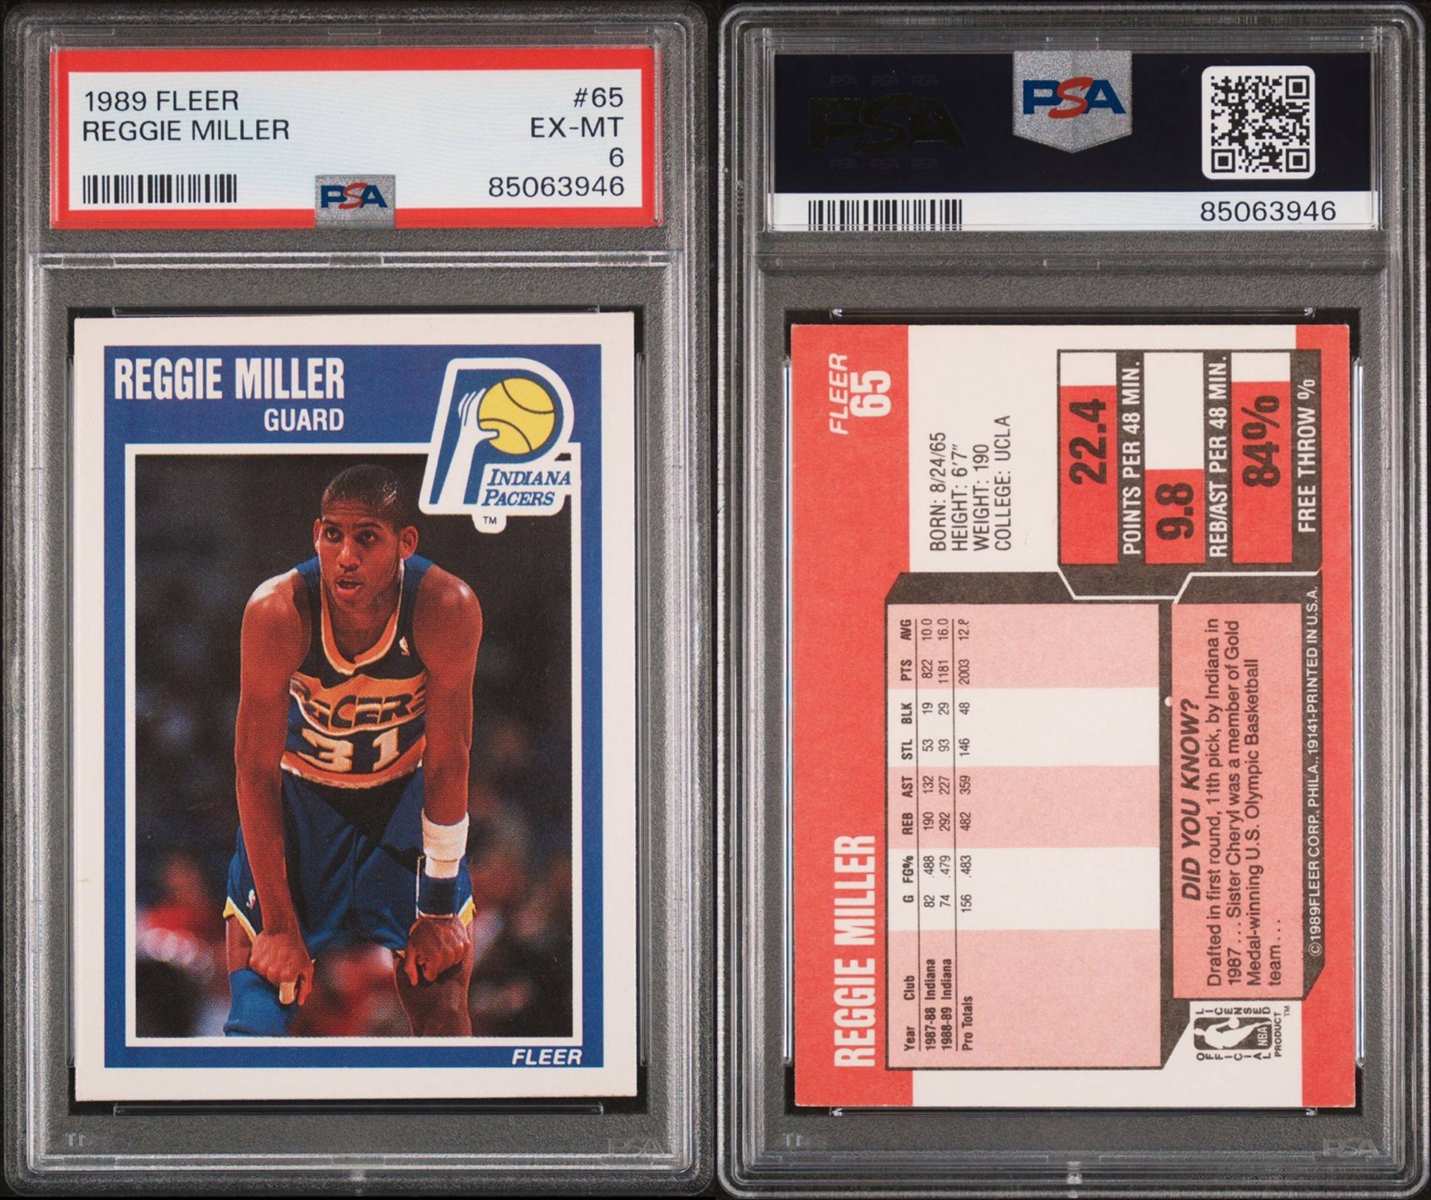 1989 FLEER #65
REGGIE MILLER EX-MT
6
85063946
PSA
REGGIE MILLER
GUARD
INDIANA
PACERS
TM
PACERS
31
FLEER
PSA
PSA
PSA
85063946
FLEER
65
REGGIE MILLER
BORN: 8/24/65
HEIGHT: 6'7"
WEIGHT: 190
COLLEGE: UCLA
22.4
POINTS PER 48 MIN.
9.8
REB/AST PER 48 MIN.
84%
FREE THROW %
Year Club G FG% REB AST STL BLK PTS AVG
1987-88 Indiana 82 .488 190 132 53 19 822 10.0
1988-89 Indiana 74 .479 292 227 93 29 1181 16.0
Pro Totals 156 .483 482 359 146 48 2003 12.8
DID YOU KNOW?
Drafted in first round, 11th pick, by Indiana in
1987 . . . Sister Cheryl was a member of Gold
Medal-winning U.S. Olympic Basketball
team . . .
OFFICIAL
NBA
LICENSED
PRODUCT TM
©1989FLEER CORP., PHILA., 19141-PRINTED IN U.S.A.
PSA